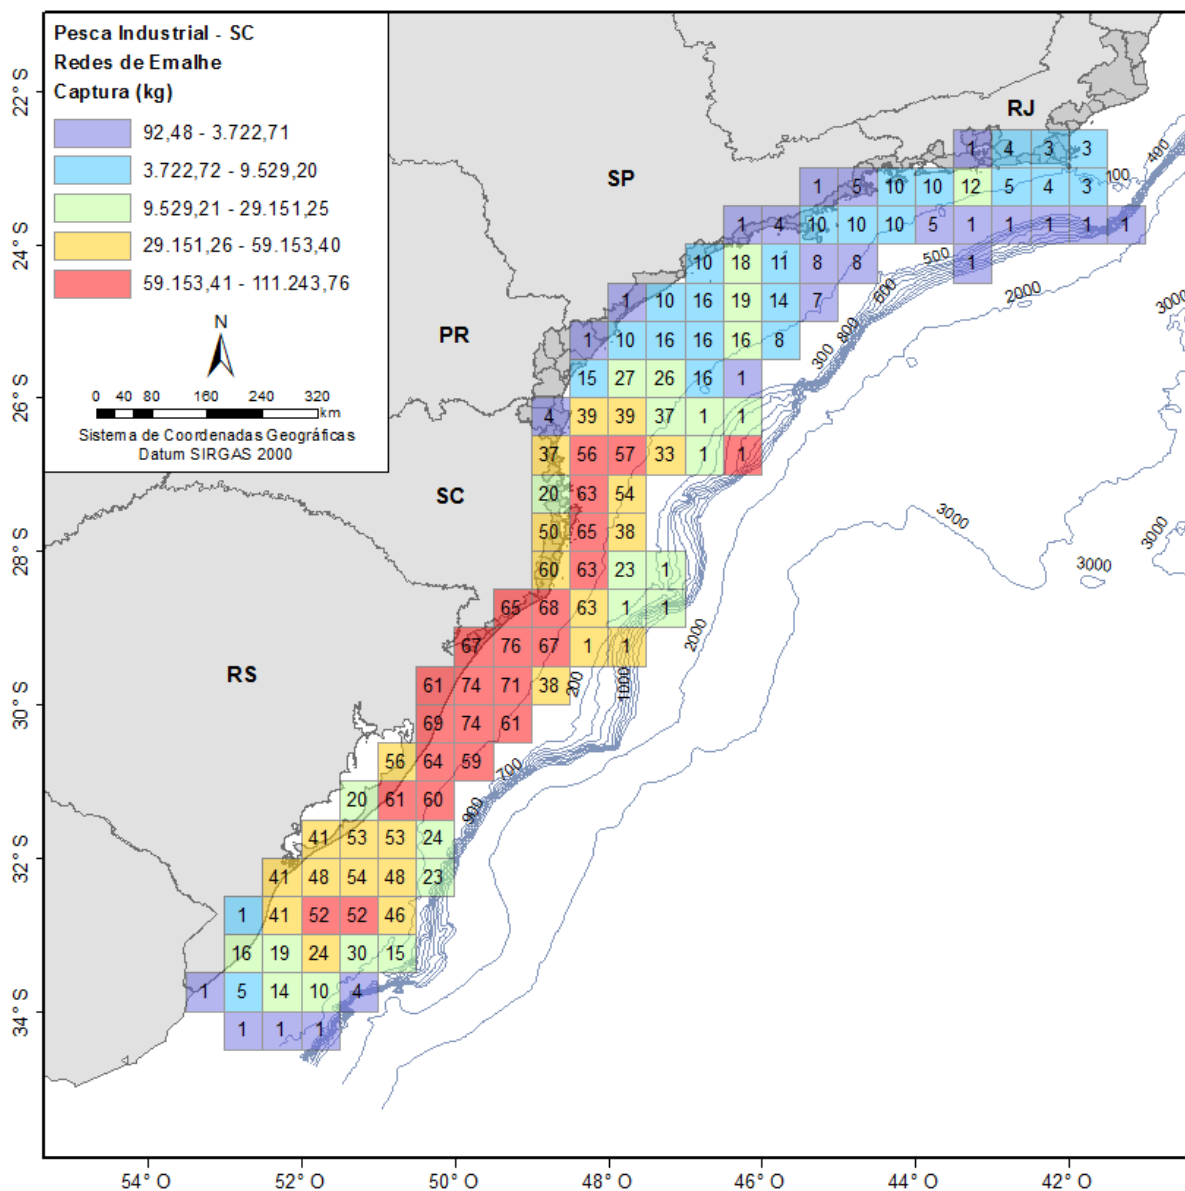 Pesca Industrial - SC
Redes de Emalhe
Captura (kg)
92,48 - 3.722,71
3.722,72 - 9.529,20
9.529,21 - 29.151,25
29.151,26 - 59.153,40
59.153,41 - 111.243,76
N
0 40 80 160 240 320
km
Sistema de Coordenadas Geográficas
Datum SIRGAS 2000
22° S
24° S
26° S
28° S
30° S
32° S
34° S
RJ
SP
PR
SC
RS
1 4 3 3
1 5 10 10 12 5 4 3
1 4 10 10 10 5 1 1 1 1 1
10 18 11 8 8 1
1 10 16 19 14 7
1 10 16 16 16 8
15 27 26 16 1
4 39 39 37 1 1
37 56 57 33 1 1
20 63 54
50 65 38
60 63 23 1
65 68 63 1 1
67 76 67 1 1
61 74 71 38
69 74 61
56 64 59
20 61 60
41 53 53 24
41 48 54 48 23
1 41 52 52 46
16 19 24 30 15
1 5 14 10 4
1 1 1
400
100
500
600
2000
3000
800
300
3000
3000
3000
2000
200
1000
700
900
54° O 52° O 50° O 48° O 46° O 44° O 42° O